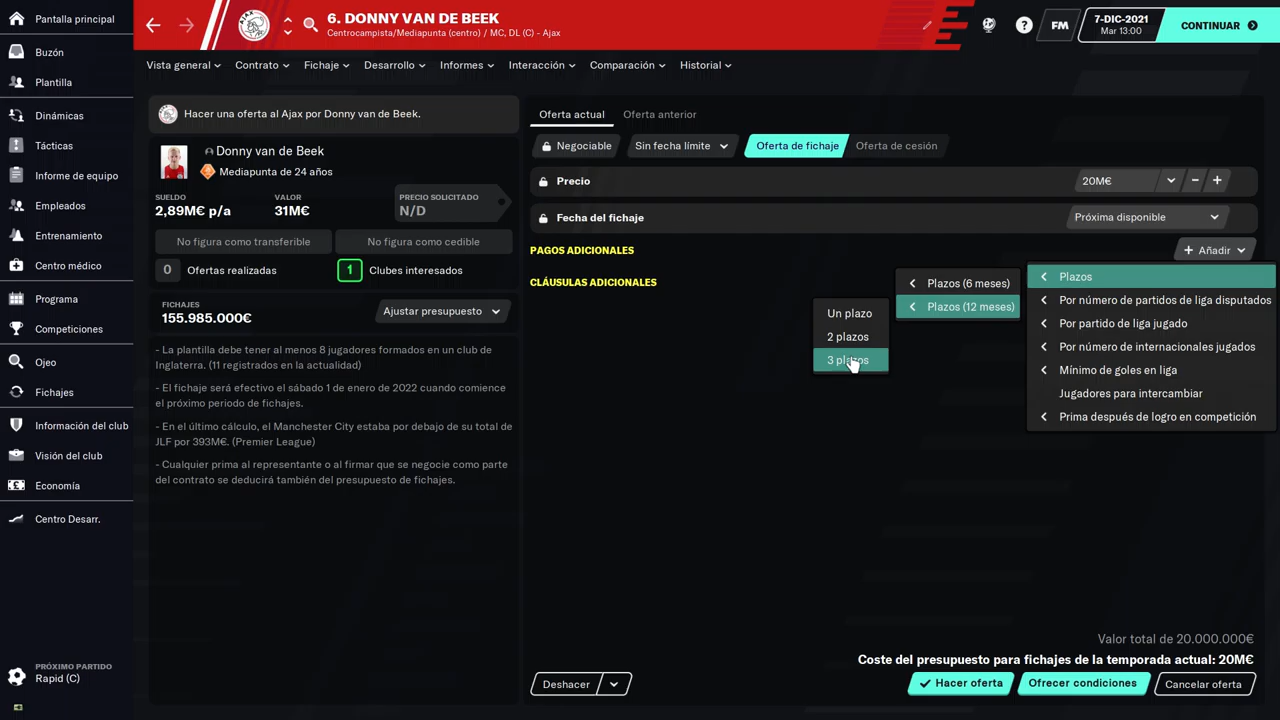 Pantalla principal
Buzón
Plantilla
Dinámicas
Tácticas
Informe de equipo
Empleados
Entrenamiento
Centro médico
Programa
Competiciones
Ojeo
Fichajes
Información del club
Visión del club
Economía
Centro Desarr.
PRÓXIMO PARTIDO
Rapid (C)
6. DONNY VAN DE BEEK
Centrocampista/Mediapunta (centro) / MC, DL (C) - Ajax
FM
7-DIC-2021
Mar 13:00
CONTINUAR
Vista general
Contrato
Fichaje
Desarrollo
Informes
Interacción
Comparación
Historial
Hacer una oferta al Ajax por Donny van de Beek.
Donny van de Beek
Mediapunta de 24 años
SUELDO
2,89M€ p/a
VALOR
31M€
PRECIO SOLICITADO
N/D
No figura como transferible
No figura como cedible
0 Ofertas realizadas
1 Clubes interesados
FICHAJES
155.985.000€
Ajustar presupuesto
- La plantilla debe tener al menos 8 jugadores formados en un club de
Inglaterra. (11 registrados en la actualidad)
- El fichaje será efectivo el sábado 1 de enero de 2022 cuando comience
el próximo periodo de fichajes.
- En el último cálculo, el Manchester City estaba por debajo de su total de
JLF por 393M€. (Premier League)
- Cualquier prima al representante o al firmar que se negocie como parte
del contrato se deducirá también del presupuesto de fichajes.
Oferta actual
Oferta anterior
Negociable
Sin fecha límite
Oferta de fichaje
Oferta de cesión
Precio
20M€
Fecha del fichaje
Próxima disponible
PAGOS ADICIONALES
+ Añadir
CLÁUSULAS ADICIONALES
Plazos
Por número de partidos de liga disputados
Por partido de liga jugado
Por número de internacionales jugados
Mínimo de goles en liga
Jugadores para intercambiar
Prima después de logro en competición
Plazos (6 meses)
Plazos (12 meses)
Un plazo
2 plazos
3 plazos
Valor total de 20.000.000€
Coste del presupuesto para fichajes de la temporada actual: 20M€
Deshacer
Hacer oferta
Ofrecer condiciones
Cancelar oferta